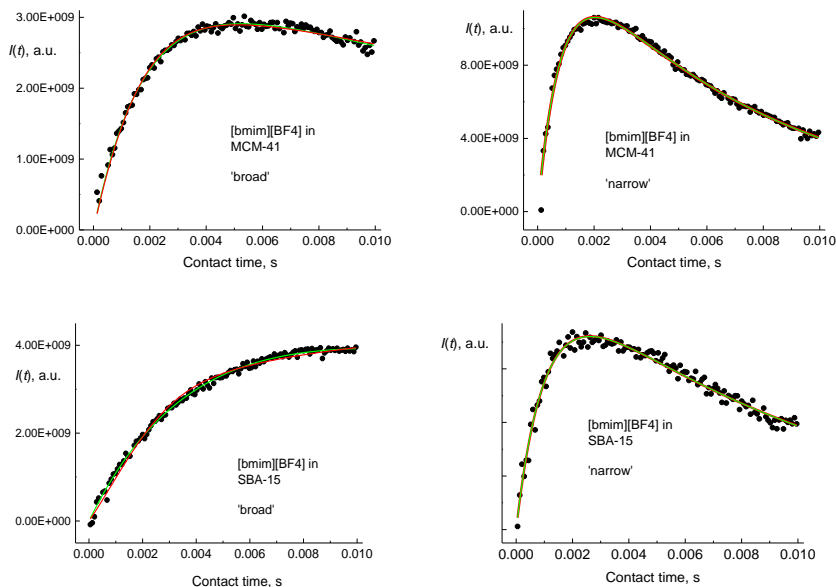 3.00E+009
I(t), a.u.
2.00E+009
[bmim][BF4] in
MCM-41
1.00E+009
'broad'
0.00E+000
0.000 0.002 0.004 0.006 0.008 0.010
Contact time, s
I(t), a.u.
8.00E+009
[bmim][BF4] in
MCM-41
4.00E+009
'narrow'
0.00E+000
0.000 0.002 0.004 0.006 0.008 0.010
Contact time, s
4.00E+009
I(t), a.u.
2.00E+009
[bmim][BF4] in
SBA-15
'broad'
0.00E+000
0.000 0.002 0.004 0.006 0.008 0.010
Contact time, s
I(t), a.u.
[bmim][BF4] in
SBA-15
'narrow'
0.000 0.002 0.004 0.006 0.008 0.010
Contact time, s